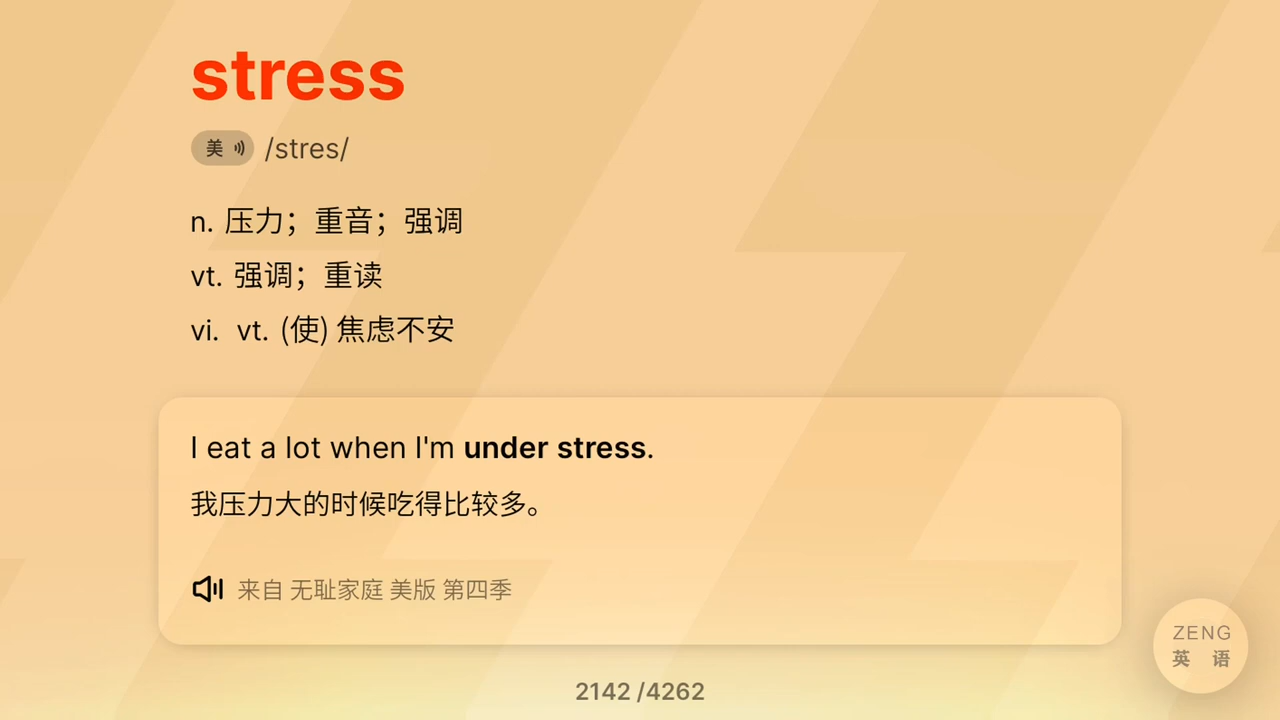 stress
美 /stres/
n. 压力；重音；强调
vt. 强调；重读
vi. vt. (使) 焦虑不安
I eat a lot when I'm under stress.
我压力大的时候吃得比较多。
来自 无耻家庭 美版 第四季
ZENG
英 语
2142 /4262